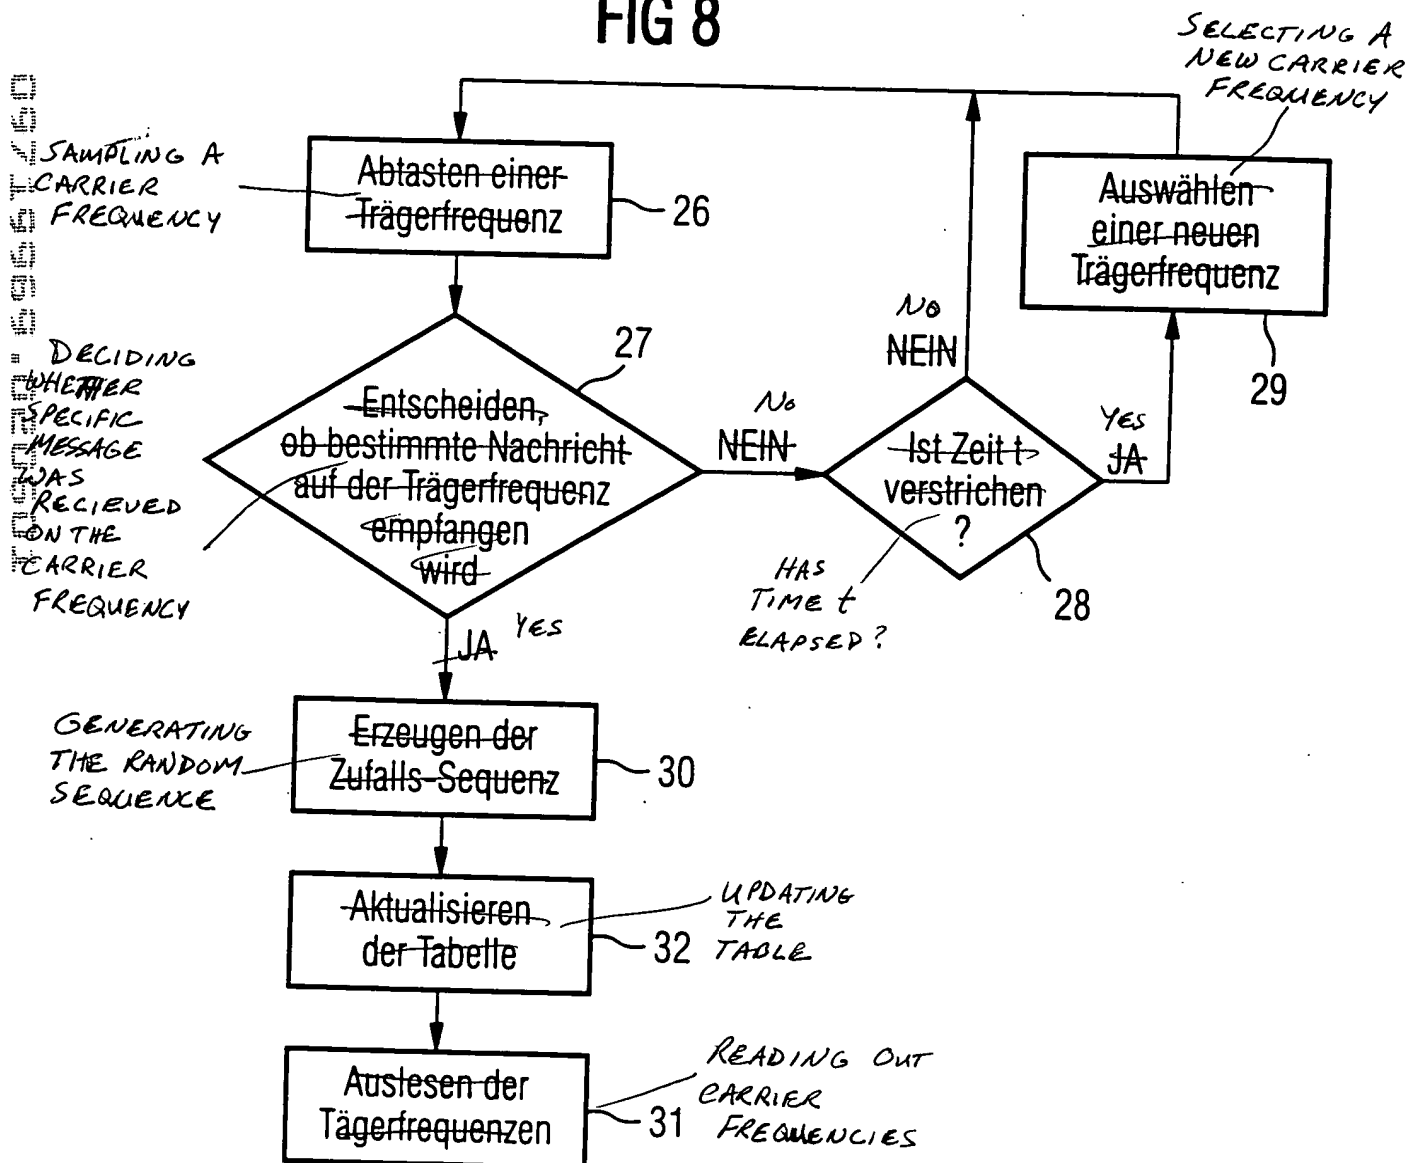 FIG 8
SELECTING A
NEW CARRIER
FREQUENCY
SAMPLING A
CARRIER
FREQUENCY
Abtasten einer
Trägerfrequenz
26
Auswählen
einer neuen
Trägerfrequenz
29
DECIDING
WHETHER
SPECIFIC
MESSAGE
WAS
RECIEVED
ON THE
CARRIER
FREQUENCY
27
Entscheiden,
ob bestimmte Nachricht
auf der Trägerfrequenz
empfangen
wird
No
NEIN
No
NEIN
Ist Zeit t
verstrichen
?
28
YES
JA
HAS
TIME t
ELAPSED?
JA
YES
GENERATING
THE RANDOM
SEQUENCE
Erzeugen der
Zufalls-Sequenz
30
Aktualisieren
der Tabelle
32
UPDATING
THE
TABLE
Auslesen der
Tägerfrequenzen
31
READING OUT
CARRIER
FREQUENCIES